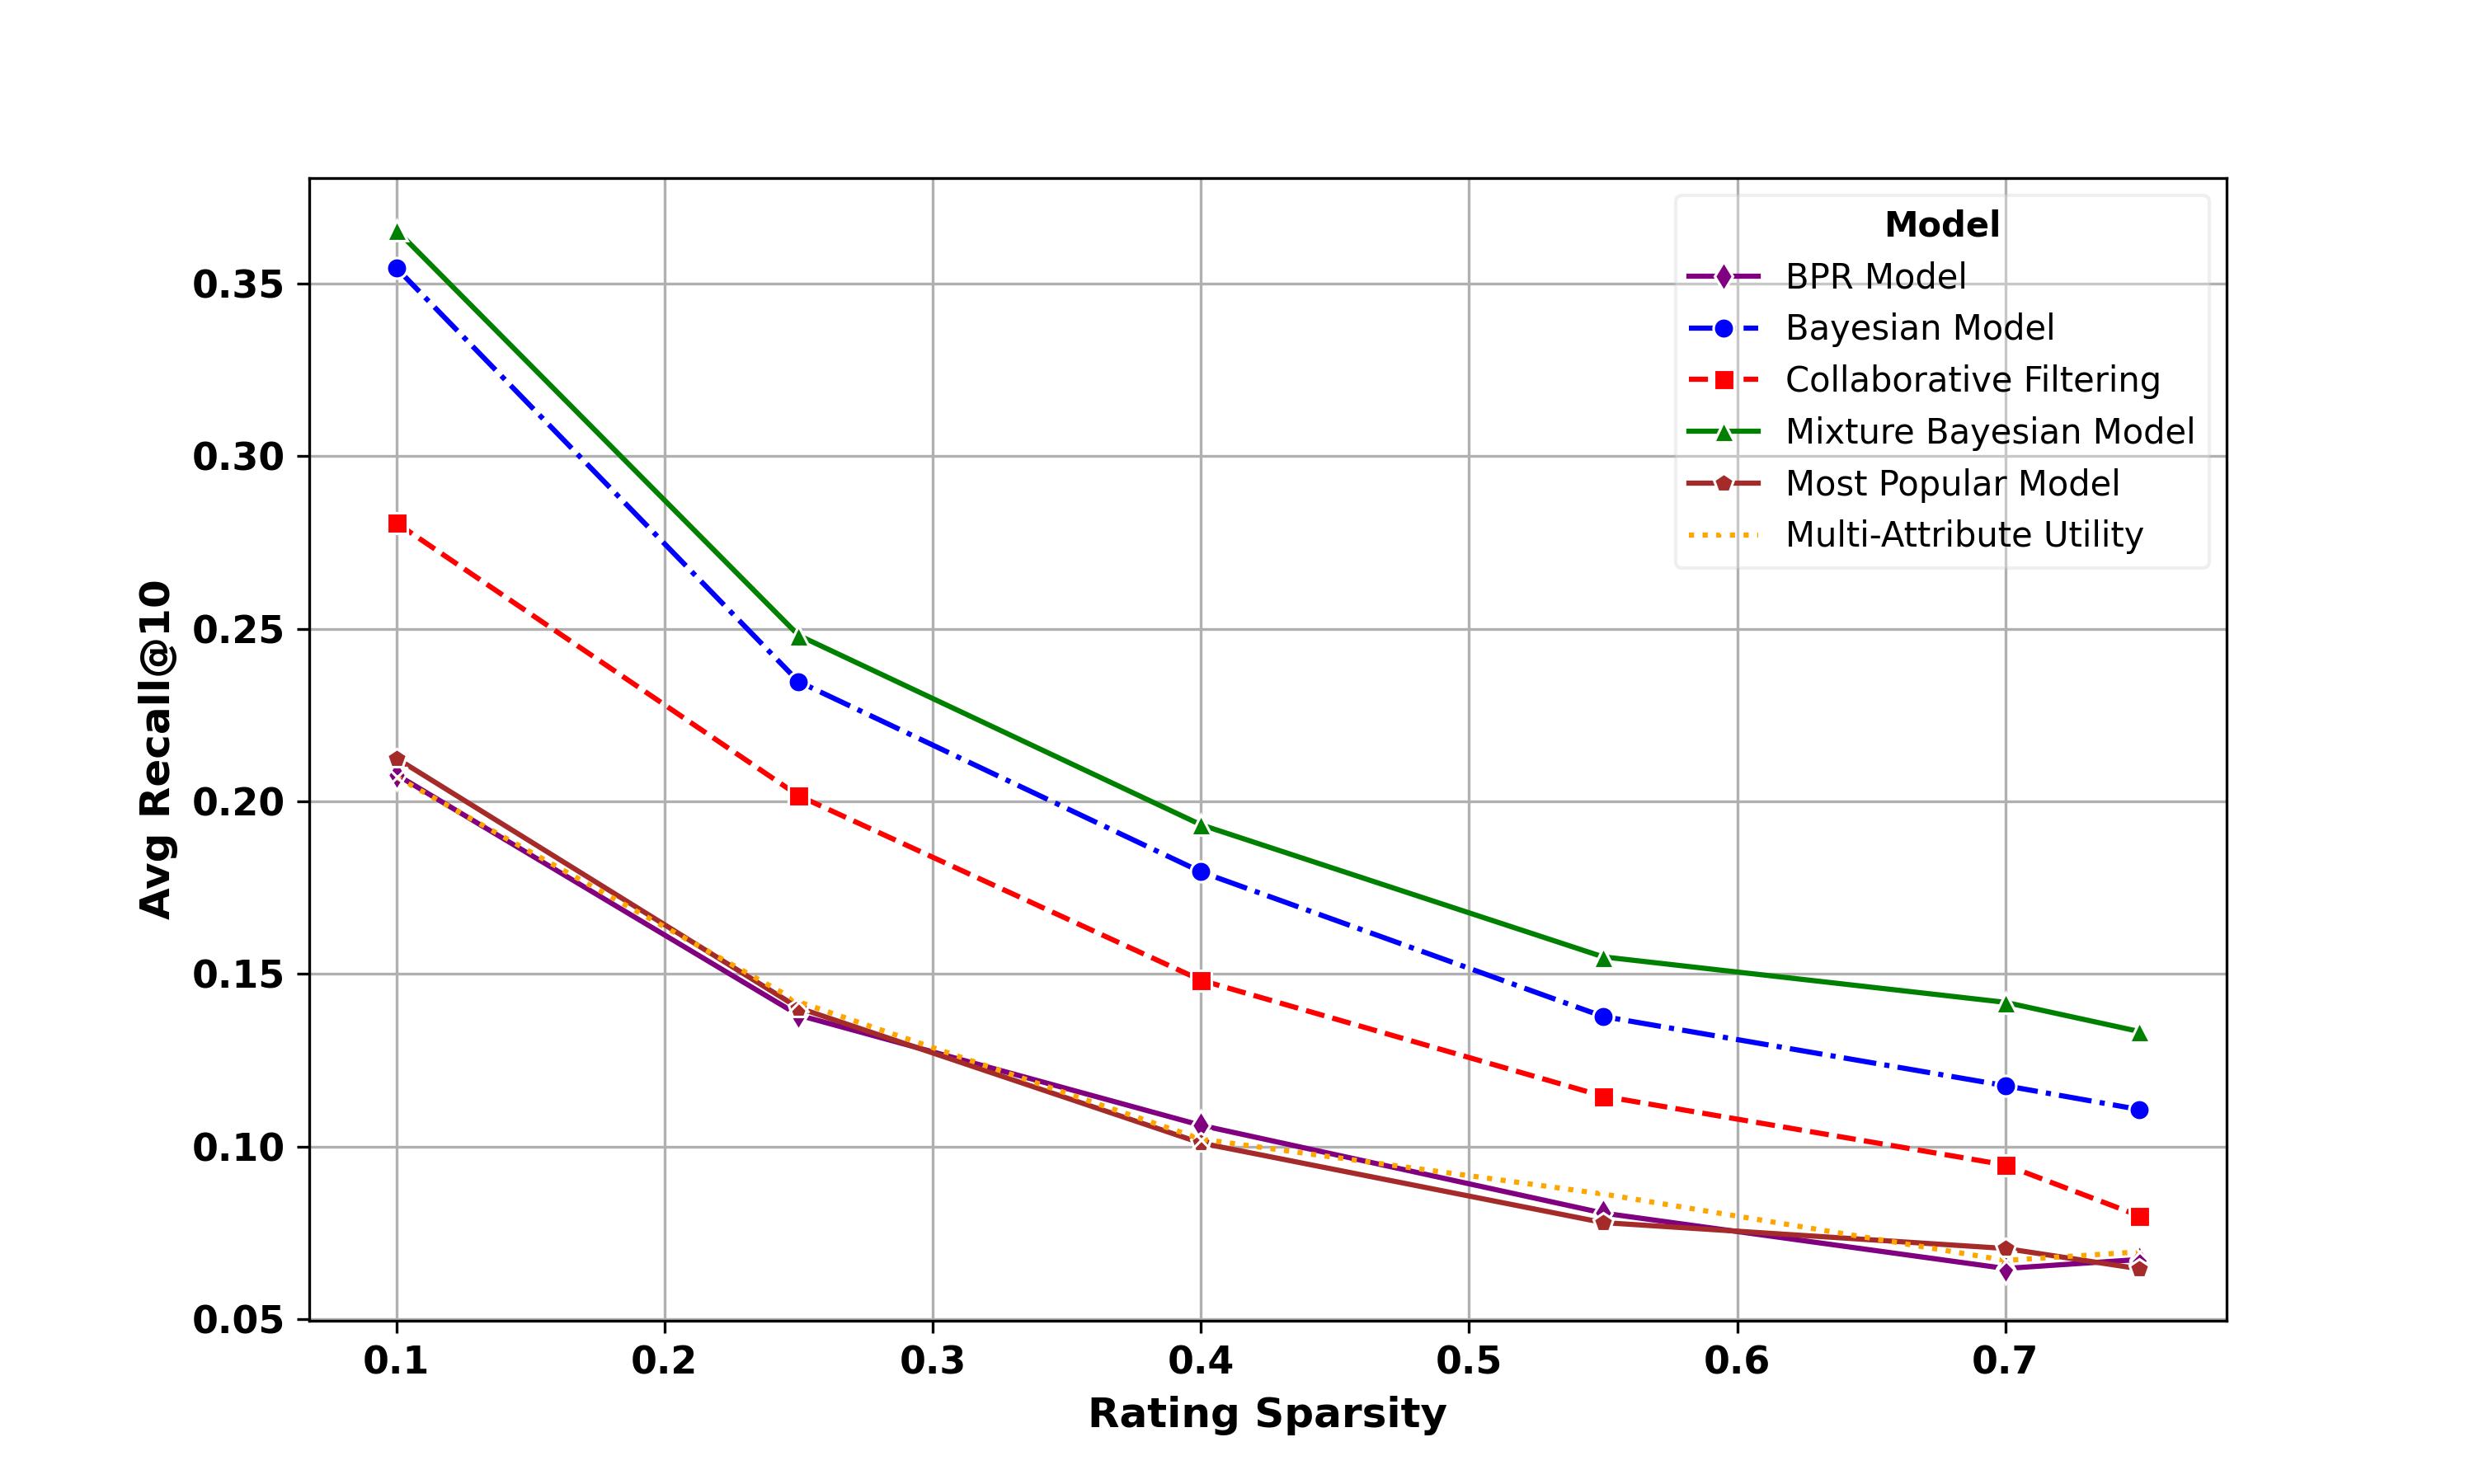 Model
BPR Model
Bayesian Model
Collaborative Filtering
Mixture Bayesian Model
Most Popular Model
Multi-Attribute Utility
Avg Recall@10
0.35
0.30
0.25
0.20
0.15
0.10
0.05
0.1 0.2 0.3 0.4 0.5 0.6 0.7
Rating Sparsity